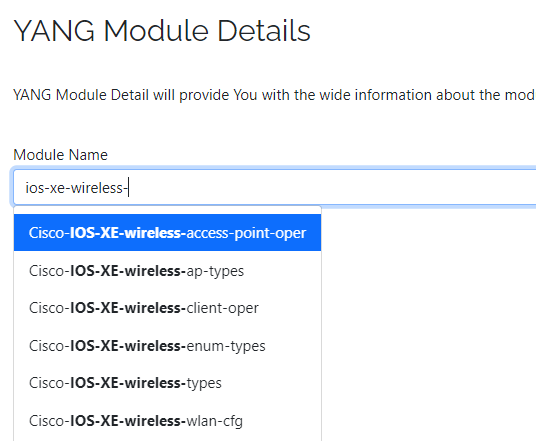 YANG Module Details
YANG Module Detail will provide You with the wide information about the mod
Module Name
ios-xe-wireless-
Cisco-IOS-XE-wireless-access-point-oper
Cisco-IOS-XE-wireless-ap-types
Cisco-IOS-XE-wireless-client-oper
Cisco-IOS-XE-wireless-enum-types
Cisco-IOS-XE-wireless-types
Cisco-IOS-XE-wireless-wlan-cfg